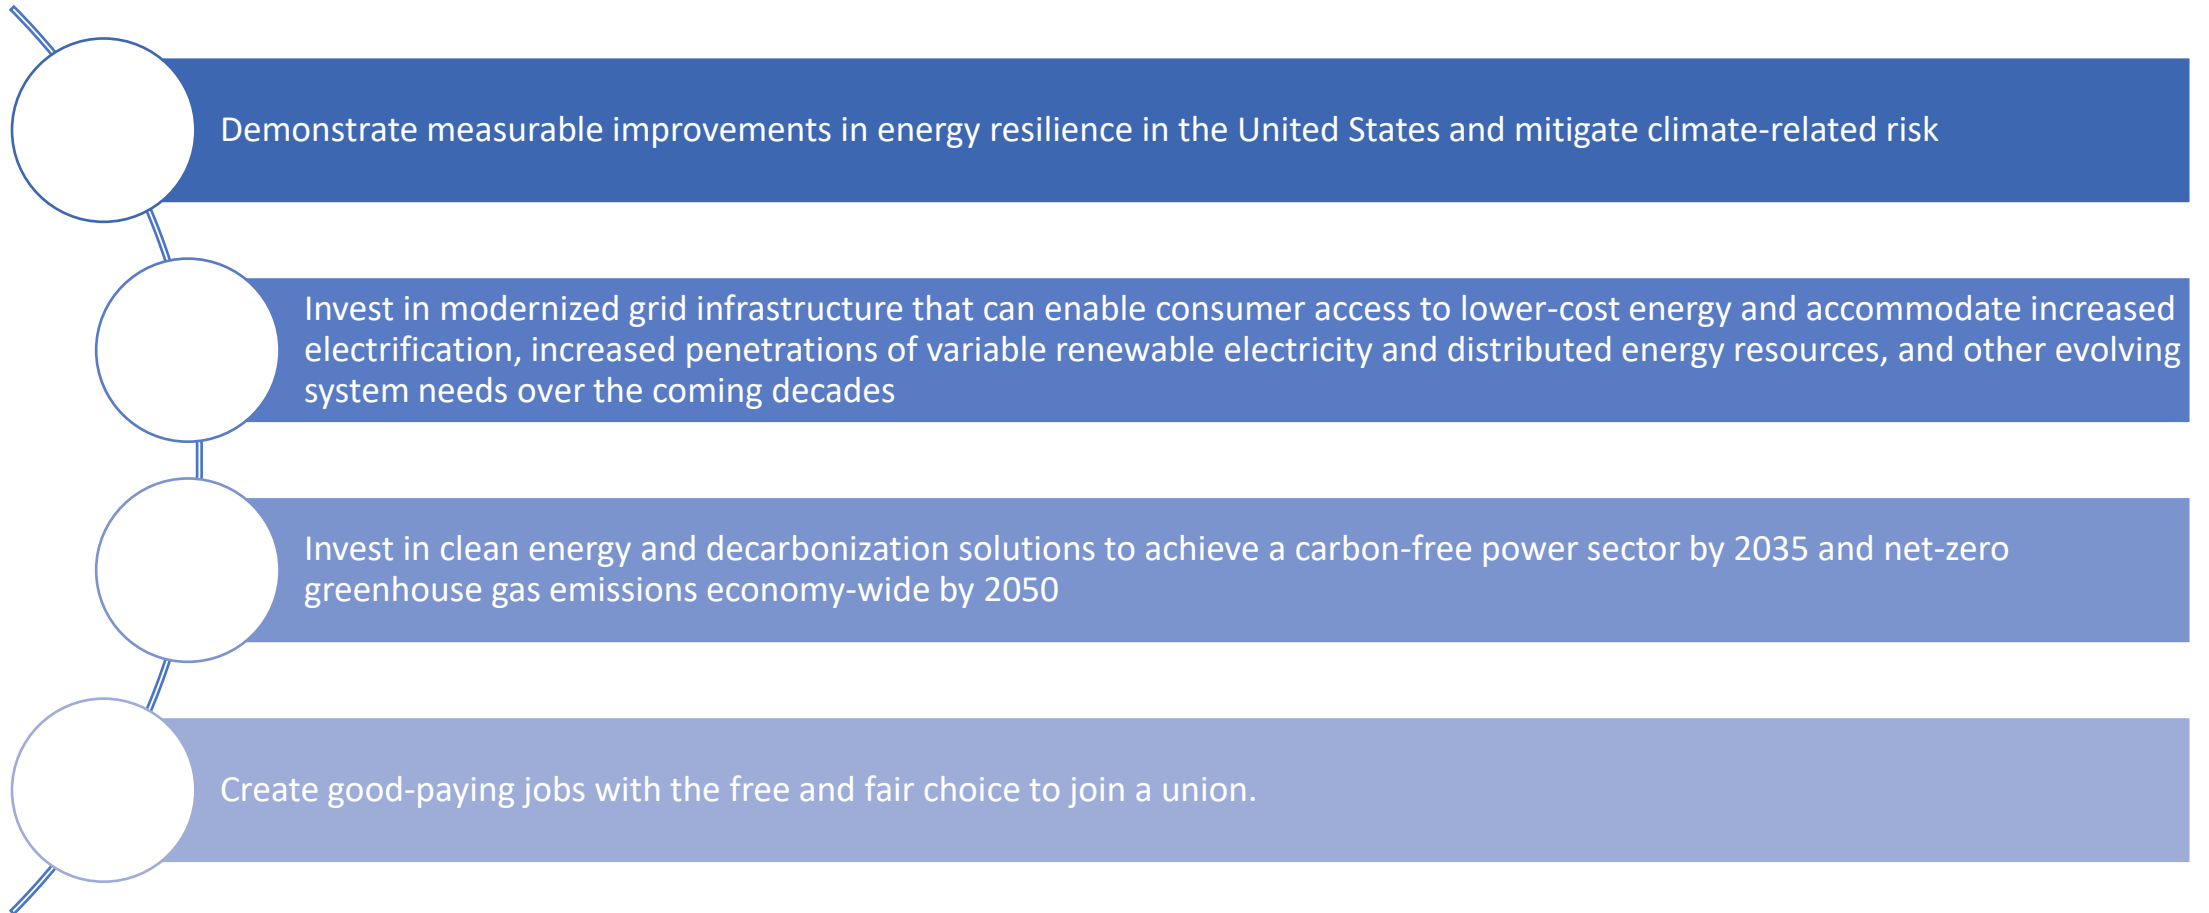 Demonstrate measurable improvements in energy resilience in the United States and mitigate climate-related risk
Invest in modernized grid infrastructure that can enable consumer access to lower-cost energy and accommodate increased
electrification, increased penetrations of variable renewable electricity and distributed energy resources, and other evolving
system needs over the coming decades
Invest in clean energy and decarbonization solutions to achieve a carbon-free power sector by 2035 and net-zero
greenhouse gas emissions economy-wide by 2050
Create good-paying jobs with the free and fair choice to join a union.